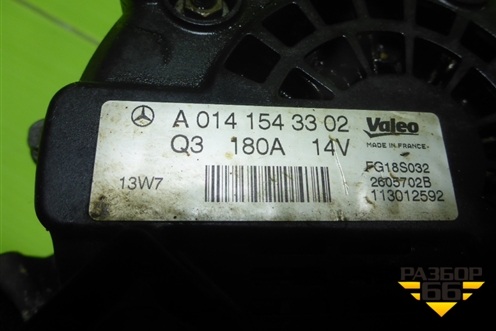 A 014 154 33 02
Valeo
MADE IN FRANCE
Q3 180A 14V
FG18S032
2605702B
113012592
13W7
РАЗБОР
66